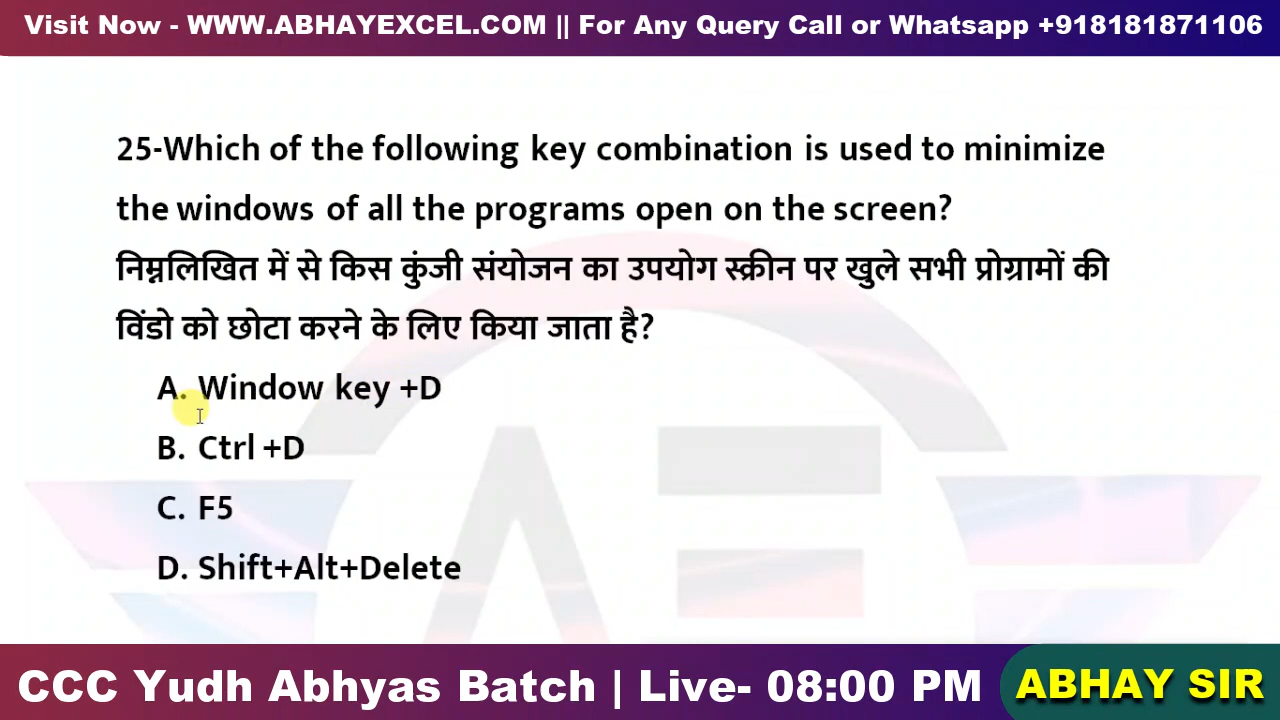 Visit Now - WWW.ABHAYEXCEL.COM || For Any Query Call or Whatsapp +918181871106
25-Which of the following key combination is used to minimize
the windows of all the programs open on the screen?
निम्नलिखित में से किस कुंजी संयोजन का उपयोग स्क्रीन पर खुले सभी प्रोग्रामों की
विंडो को छोटा करने के लिए किया जाता है?
A. Window key +D
B. Ctrl +D
C. F5
D. Shift+Alt+Delete
CCC Yudh Abhyas Batch | Live- 08:00 PM
ABHAY SIR